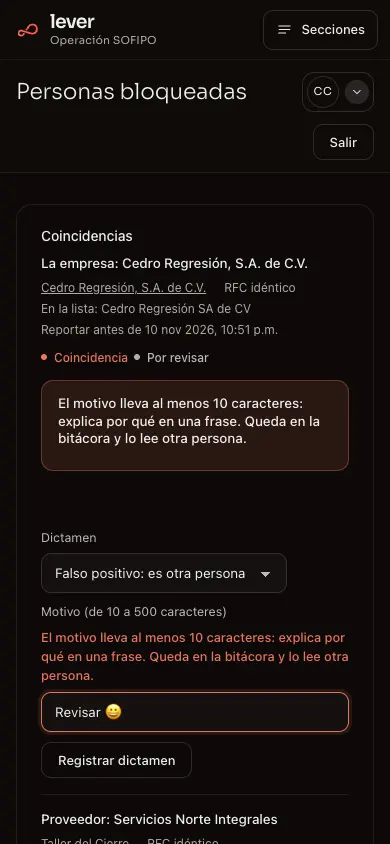 lever
Operación SOFIPO
Secciones
Personas bloqueadas
CC
Salir
Coincidencias
La empresa: Cedro Regresión, S.A. de C.V.
Cedro Regresión, S.A. de C.V. RFC idéntico
En la lista: Cedro Regresión SA de CV
Reportar antes de 10 nov 2026, 10:51 p.m.
Coincidencia Por revisar
El motivo lleva al menos 10 caracteres:
explica por qué en una frase. Queda en la
bitácora y lo lee otra persona.
Dictamen
Falso positivo: es otra persona
Motivo (de 10 a 500 caracteres)
El motivo lleva al menos 10 caracteres: explica por
qué en una frase. Queda en la bitácora y lo lee otra
persona.
Revisar 😀
Registrar dictamen
Proveedor: Servicios Norte Integrales
Taller del Cierre RFC idéntico